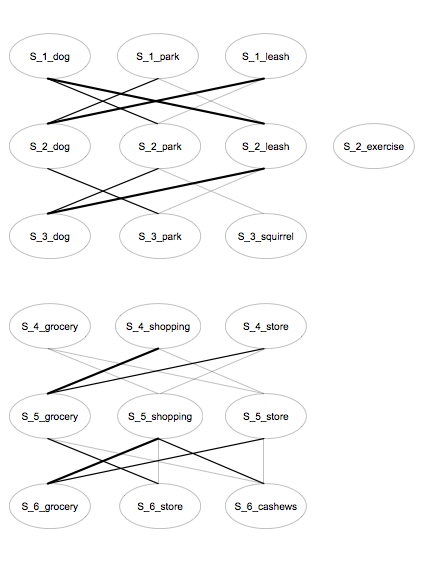 S_1_dog S_1_park S_1_leash
S_2_dog S_2_park S_2_leash S_2_exercise
S_3_dog S_3_park S_3_squirrel
S_4_grocery S_4_shopping S_4_store
S_5_grocery S_5_shopping S_5_store
S_6_grocery S_6_store S_6_cashews